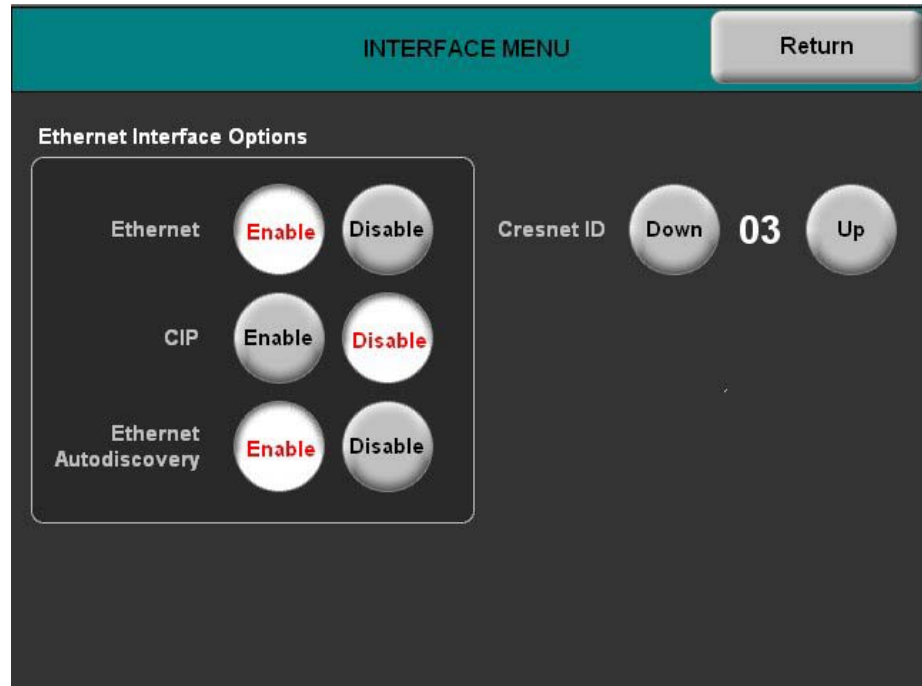 INTERFACE MENU
Return
Ethernet Interface Options
Ethernet Enable Disable
Cresnet ID Down 03 Up
CIP Enable Disable
Ethernet
Autodiscovery Enable Disable